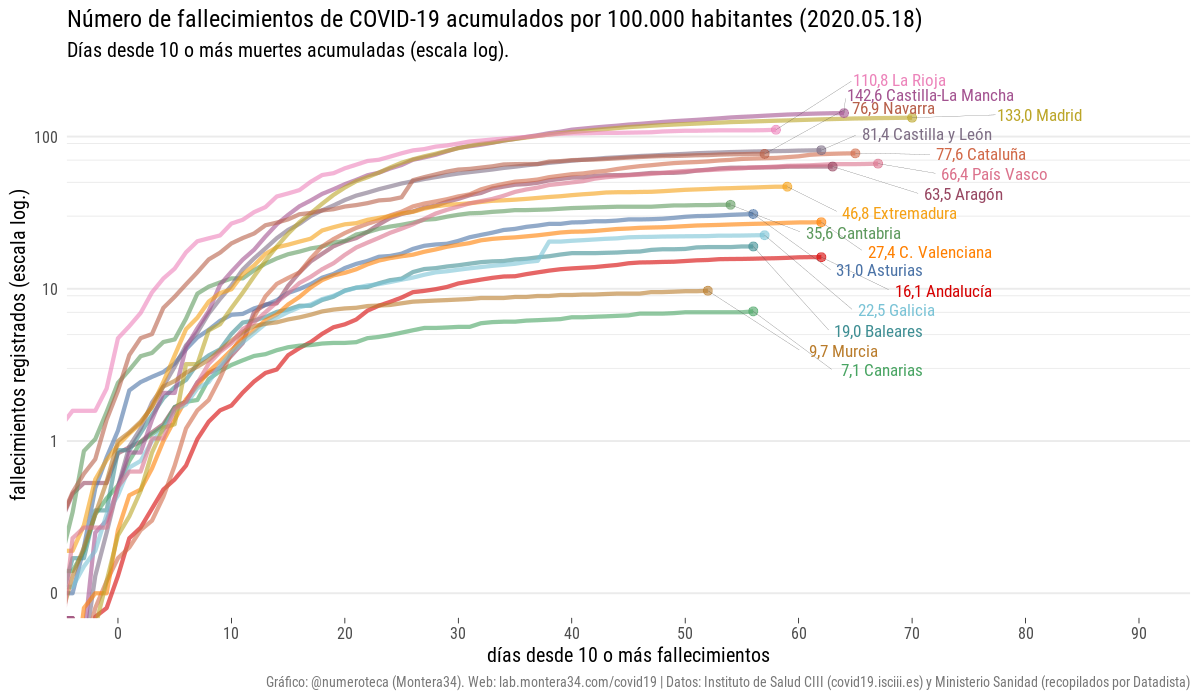 Número de fallecimientos de COVID-19 acumulados por 100.000 habitantes (2020.05.18)
Días desde 10 o más muertes acumuladas (escala log).
fallecimientos registrados (escala log.)
100
10
1
0
110,8 La Rioja
142,6 Castilla-La Mancha
76,9 Navarra
133,0 Madrid
81,4 Castilla y León
77,6 Cataluña
66,4 País Vasco
63,5 Aragón
46,8 Extremadura
35,6 Cantabria
27,4 C. Valenciana
31,0 Asturias
16,1 Andalucía
22,5 Galicia
19,0 Baleares
9,7 Murcia
7,1 Canarias
0 10 20 30 40 50 60 70 80 90
días desde 10 o más fallecimientos
Gráfico: @numeroteca (Montera34). Web: lab.montera34.com/covid19 | Datos: Instituto de Salud CIII (covid19.isciii.es) y Ministerio Sanidad (recopilados por Datadista)